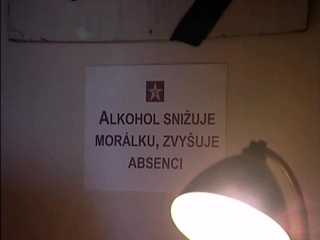 ALKOHOL SNIŽUJE
MORÁLKU, ZVYŠUJE
ABSENCI